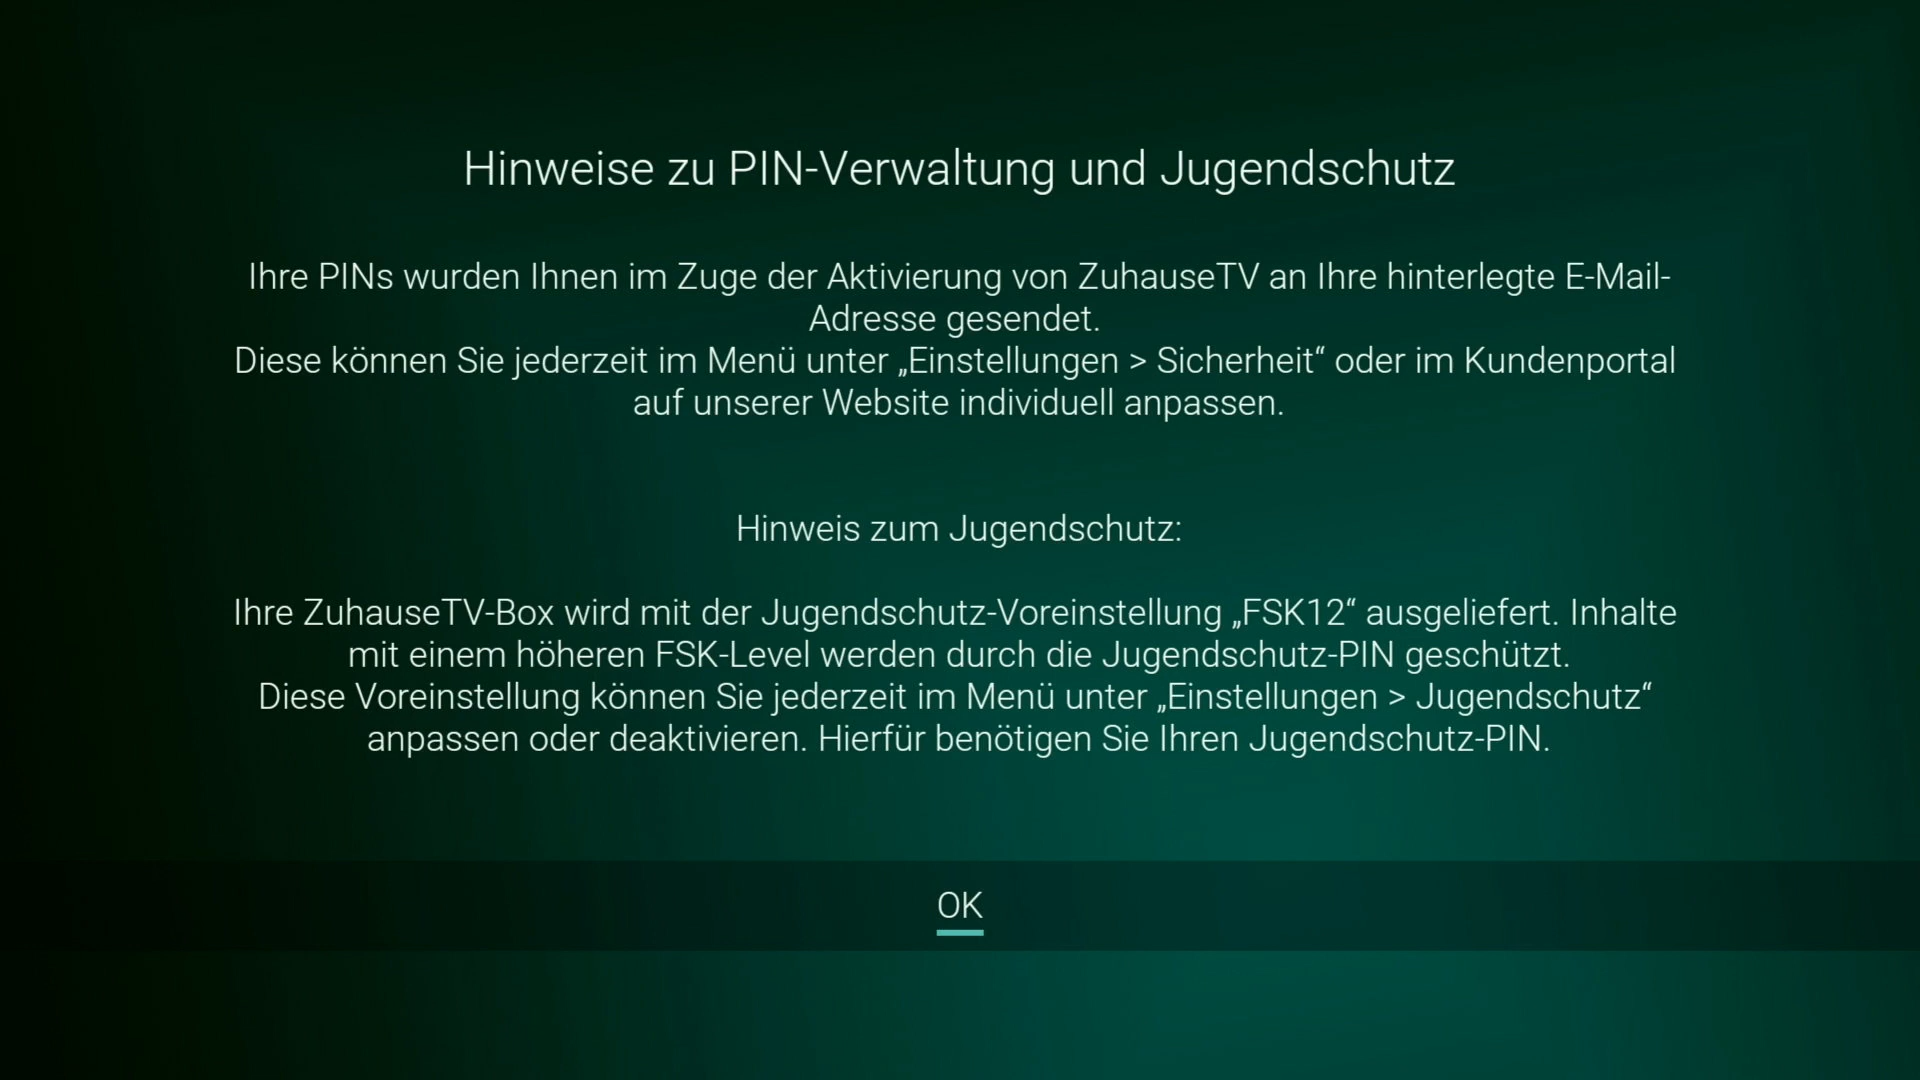 Hinweise zu PIN-Verwaltung und Jugendschutz
Ihre PINs wurden Ihnen im Zuge der Aktivierung von ZuhauseTV an Ihre hinterlegte E-Mail-
Adresse gesendet.
Diese können Sie jederzeit im Menü unter „Einstellungen > Sicherheit“ oder im Kundenportal
auf unserer Website individuell anpassen.
Hinweis zum Jugendschutz:
Ihre ZuhauseTV-Box wird mit der Jugendschutz-Voreinstellung „FSK12“ ausgeliefert. Inhalte
mit einem höheren FSK-Level werden durch die Jugendschutz-PIN geschützt.
Diese Voreinstellung können Sie jederzeit im Menü unter „Einstellungen > Jugendschutz“
anpassen oder deaktivieren. Hierfür benötigen Sie Ihren Jugendschutz-PIN.
OK